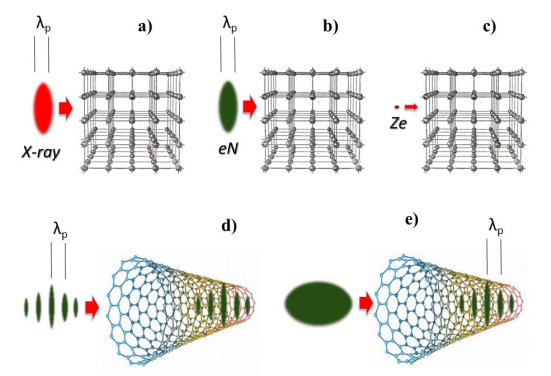 λp
a)
X-ray
λp
b)
eN
c)
Ze
λp
d)
e)
λp